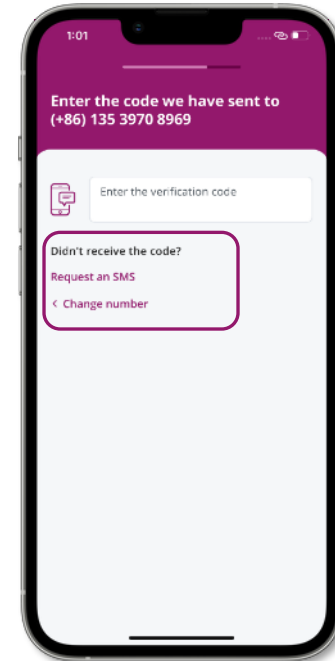 1:01
Enter the code we have sent to
(+86) 135 3970 8969
Enter the verification code
Didn't receive the code?
Request an SMS
< Change number